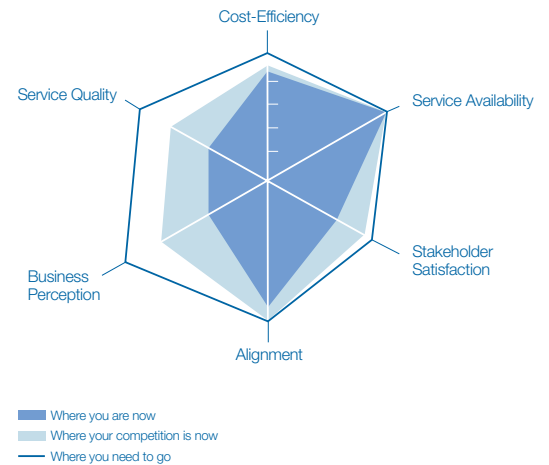 Cost-Efficiency
Service Quality
Service Availability
Stakeholder
Satisfaction
Business
Perception
Alignment
Where you are now
Where your competition is now
Where you need to go